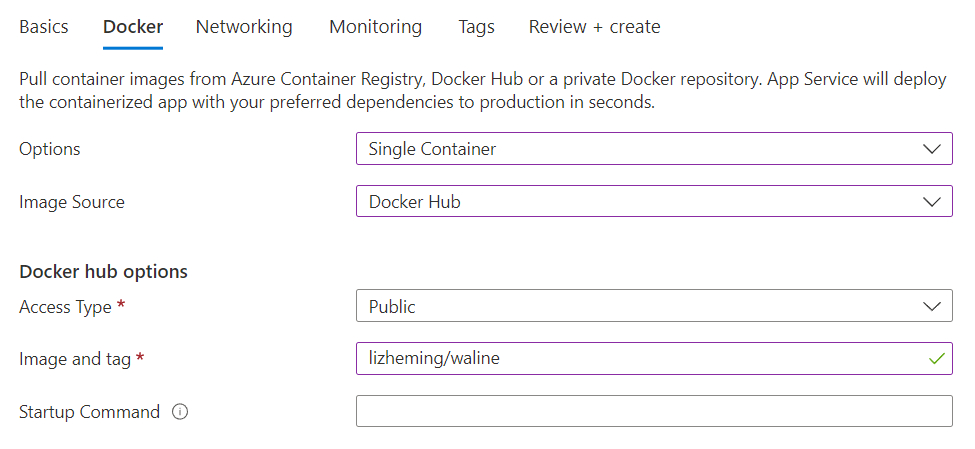 Basics Docker Networking Monitoring Tags Review + create
Pull container images from Azure Container Registry, Docker Hub or a private Docker repository. App Service will deploy
the containerized app with your preferred dependencies to production in seconds.
Options Single Container
Image Source Docker Hub
Docker hub options
Access Type * Public
Image and tag * lizheming/waline
Startup Command